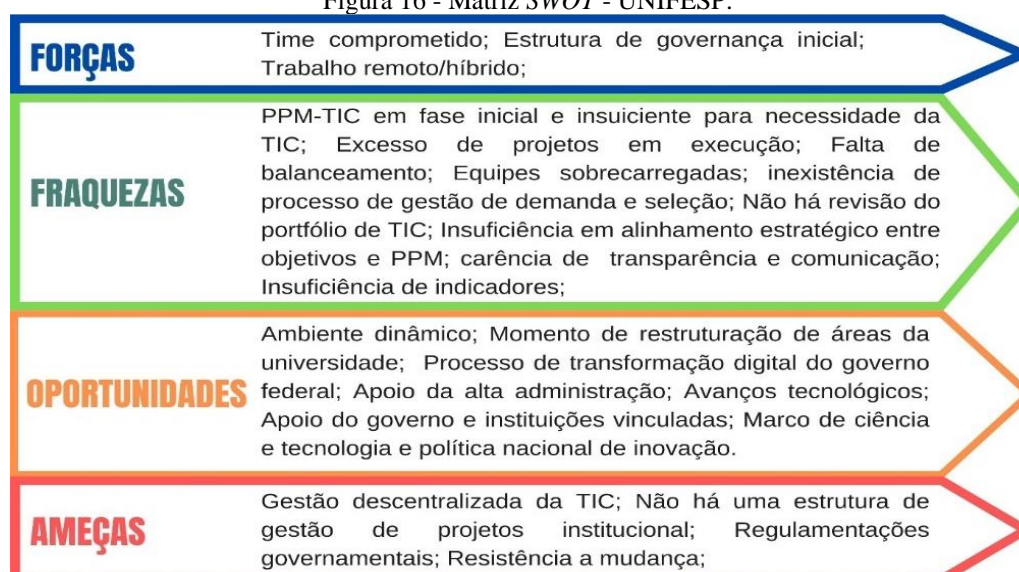 Figura 16 - Matriz SWOT - UNIFESP.
FORÇAS
Time comprometido; Estrutura de governança inicial;
Trabalho remoto/híbrido;
FRAQUEZAS
PPM-TIC em fase inicial e insuiciente para necessidade da
TIC; Excesso de projetos em execução; Falta de
balanceamento; Equipes sobrecarregadas; inexistência de
processo de gestão de demanda e seleção; Não há revisão do
portfólio de TIC; Insuficiência em alinhamento estratégico entre
objetivos e PPM; carência de transparência e comunicação;
Insuficiência de indicadores;
OPORTUNIDADES
Ambiente dinâmico; Momento de restruturação de áreas da
universidade; Processo de transformação digital do governo
federal; Apoio da alta administração; Avanços tecnológicos;
Apoio do governo e instituições vinculadas; Marco de ciência
e tecnologia e política nacional de inovação.
AMEÇAS
Gestão descentralizada da TIC; Não há uma estrutura de
gestão de projetos institucional; Regulamentações
governamentais; Resistência a mudança;